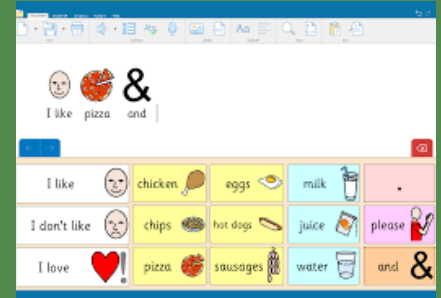 &
I like pizza and
I like chicken eggs milk .
I don't like chips hot dogs juice please
I love pizza sausages water and &